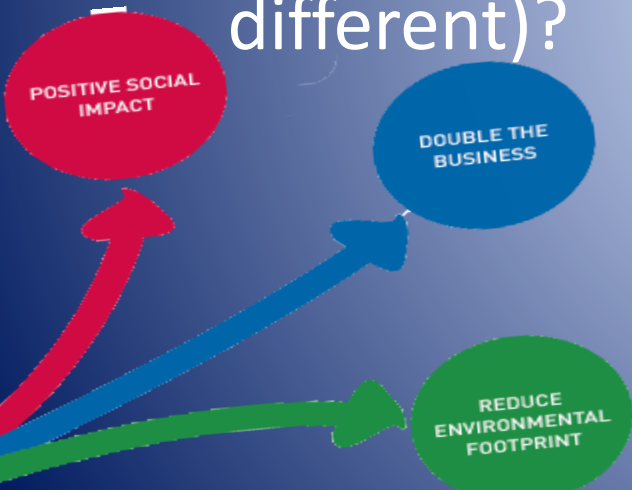 different)?
POSITIVE SOCIAL
IMPACT
DOUBLE THE
BUSINESS
REDUCE
ENVIRONMENTAL
FOOTPRINT